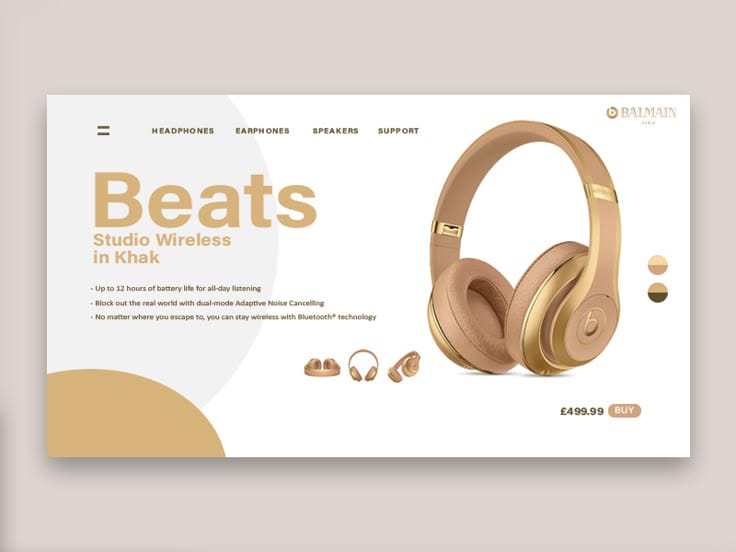 BALMAIN
PARIS
HEADPHONES EARPHONES SPEAKERS SUPPORT
Beats
Studio Wireless
in Khak
- Up to 12 hours of battery life for all-day listening
- Block out the real world with dual-mode Adaptive Noise Cancelling
- No matter where you escape to, you can stay wireless with Bluetooth® technology
£499.99 BUY